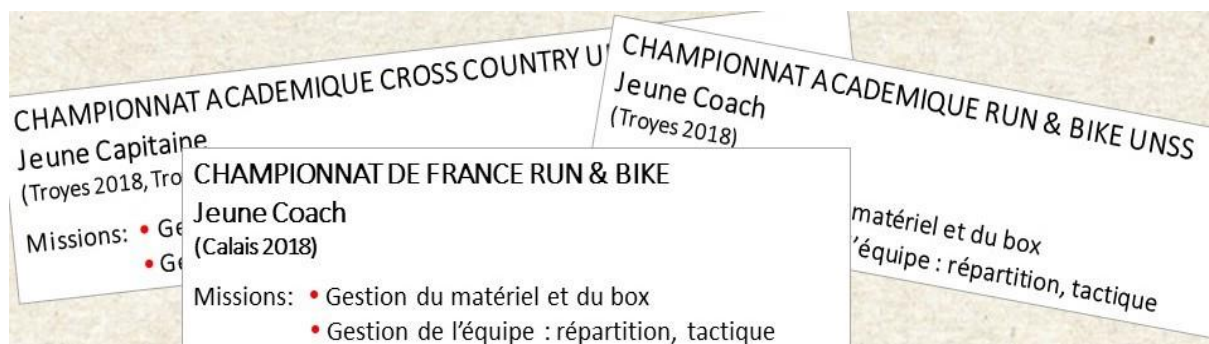 CHAMPIONNAT ACADEMIQUE CROSS COUNTRY
Jeune Capitaine
(Troyes 2018,
Missions: •
•
CHAMPIONNAT ACADEMIQUE RUN & BIKE UNSS
Jeune Coach
(Troyes 2018)
matériel et du box
équipe : répartition, tactique
CHAMPIONNAT DE FRANCE RUN & BIKE
Jeune Coach
(Calais 2018)
Missions: • Gestion du matériel et du box
• Gestion de l’équipe : répartition, tactique